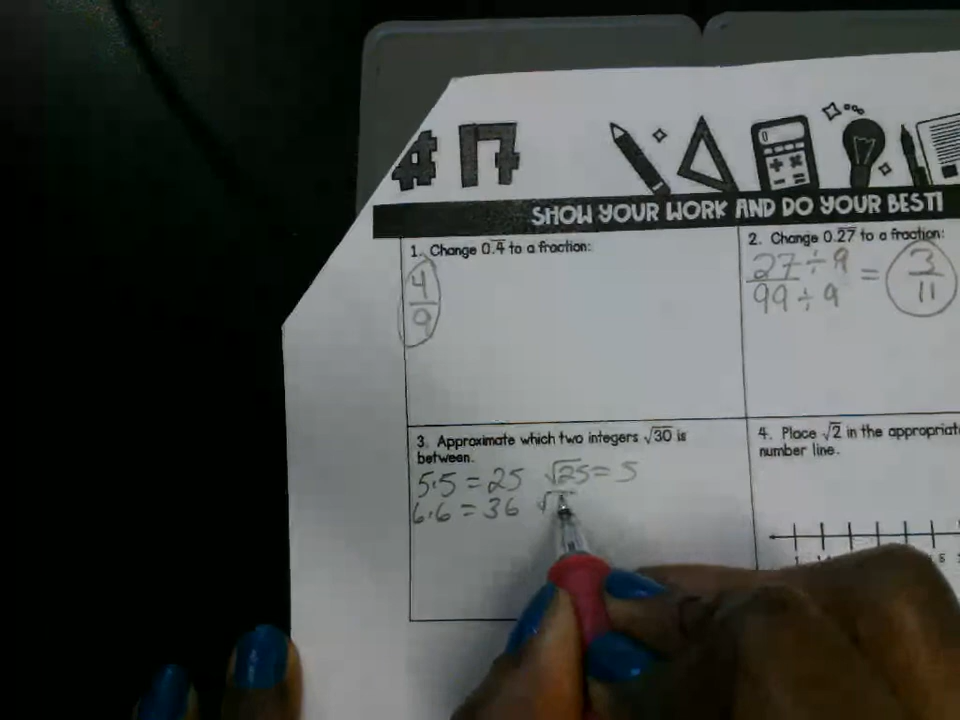 # 17
SHOW YOUR WORK AND DO YOUR BEST!
1. Change 0.4̅ to a fraction:
4
9
2. Change 0.2̅7̅ to a fraction:
27 ÷ 9 = 3
99 ÷ 9 11
3. Approximate which two integers √30 is
between.
5·5 = 25 √25 = 5
6·6 = 36 √
4. Place √2 in the appropriat
number line.